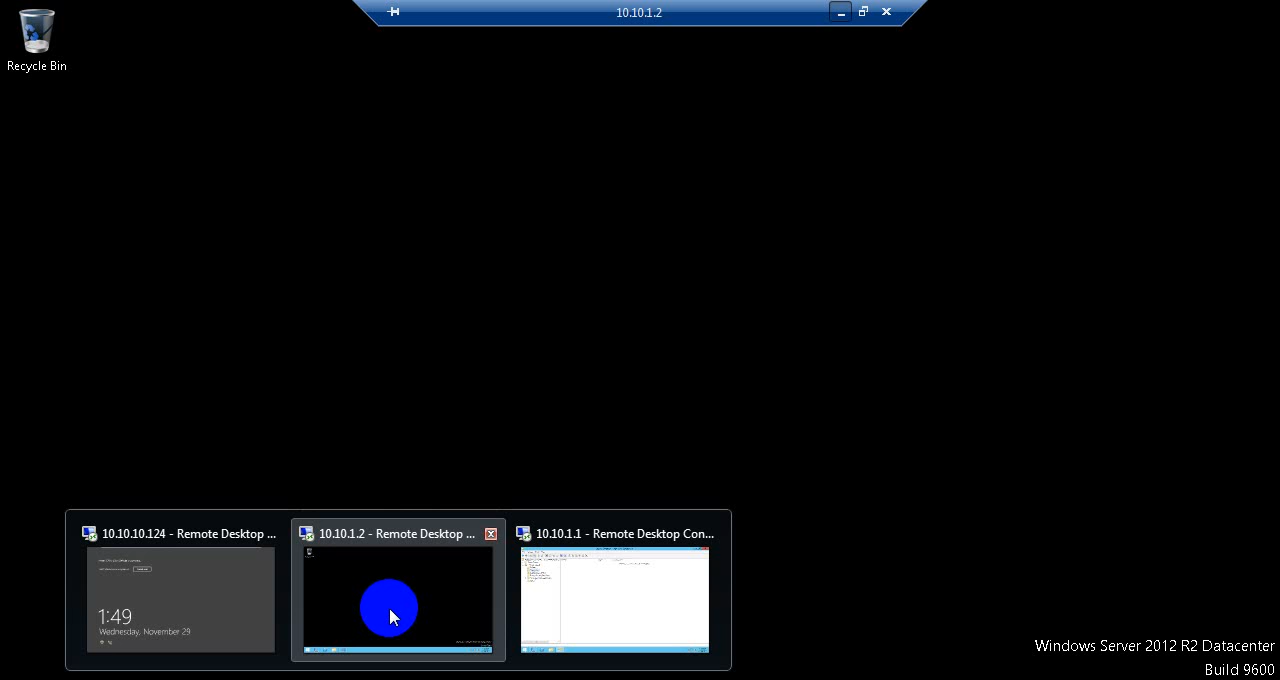 10.10.1.2
Recycle Bin
10.10.10.124 - Remote Desktop ...
10.10.1.2 - Remote Desktop ...
10.10.1.1 - Remote Desktop Con...
1:49
Wednesday, November 29
Windows Server 2012 R2 Datacenter
Build 9600